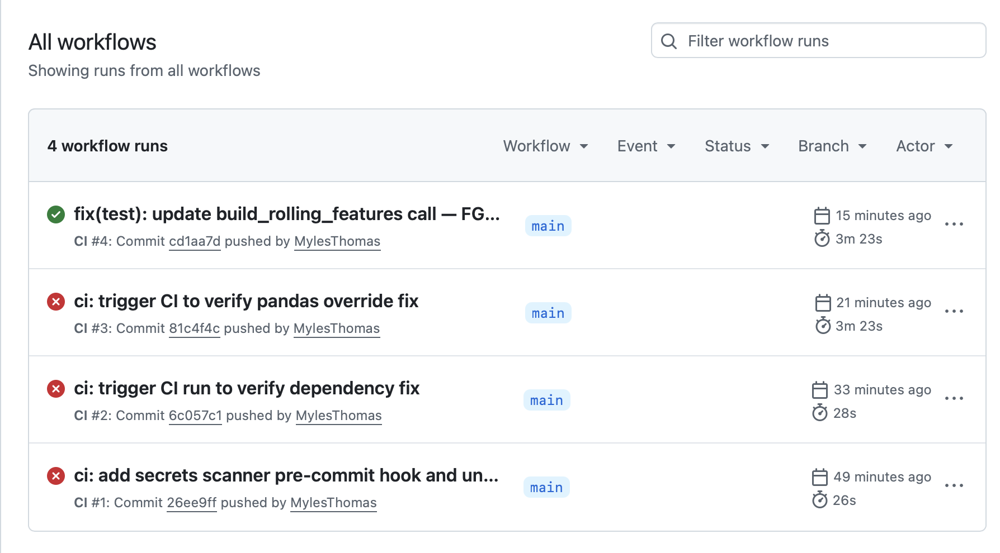 All workflows
Filter workflow runs
Showing runs from all workflows
4 workflow runs
Workflow
Event
Status
Branch
Actor
fix(test): update build_rolling_features call — FG...
main
15 minutes ago
CI #4: Commit cd1aa7d pushed by MylesThomas
3m 23s
ci: trigger CI to verify pandas override fix
main
21 minutes ago
CI #3: Commit 81c4f4c pushed by MylesThomas
3m 23s
ci: trigger CI run to verify dependency fix
main
33 minutes ago
CI #2: Commit 6c057c1 pushed by MylesThomas
28s
ci: add secrets scanner pre-commit hook and un...
main
49 minutes ago
CI #1: Commit 26ee9ff pushed by MylesThomas
26s